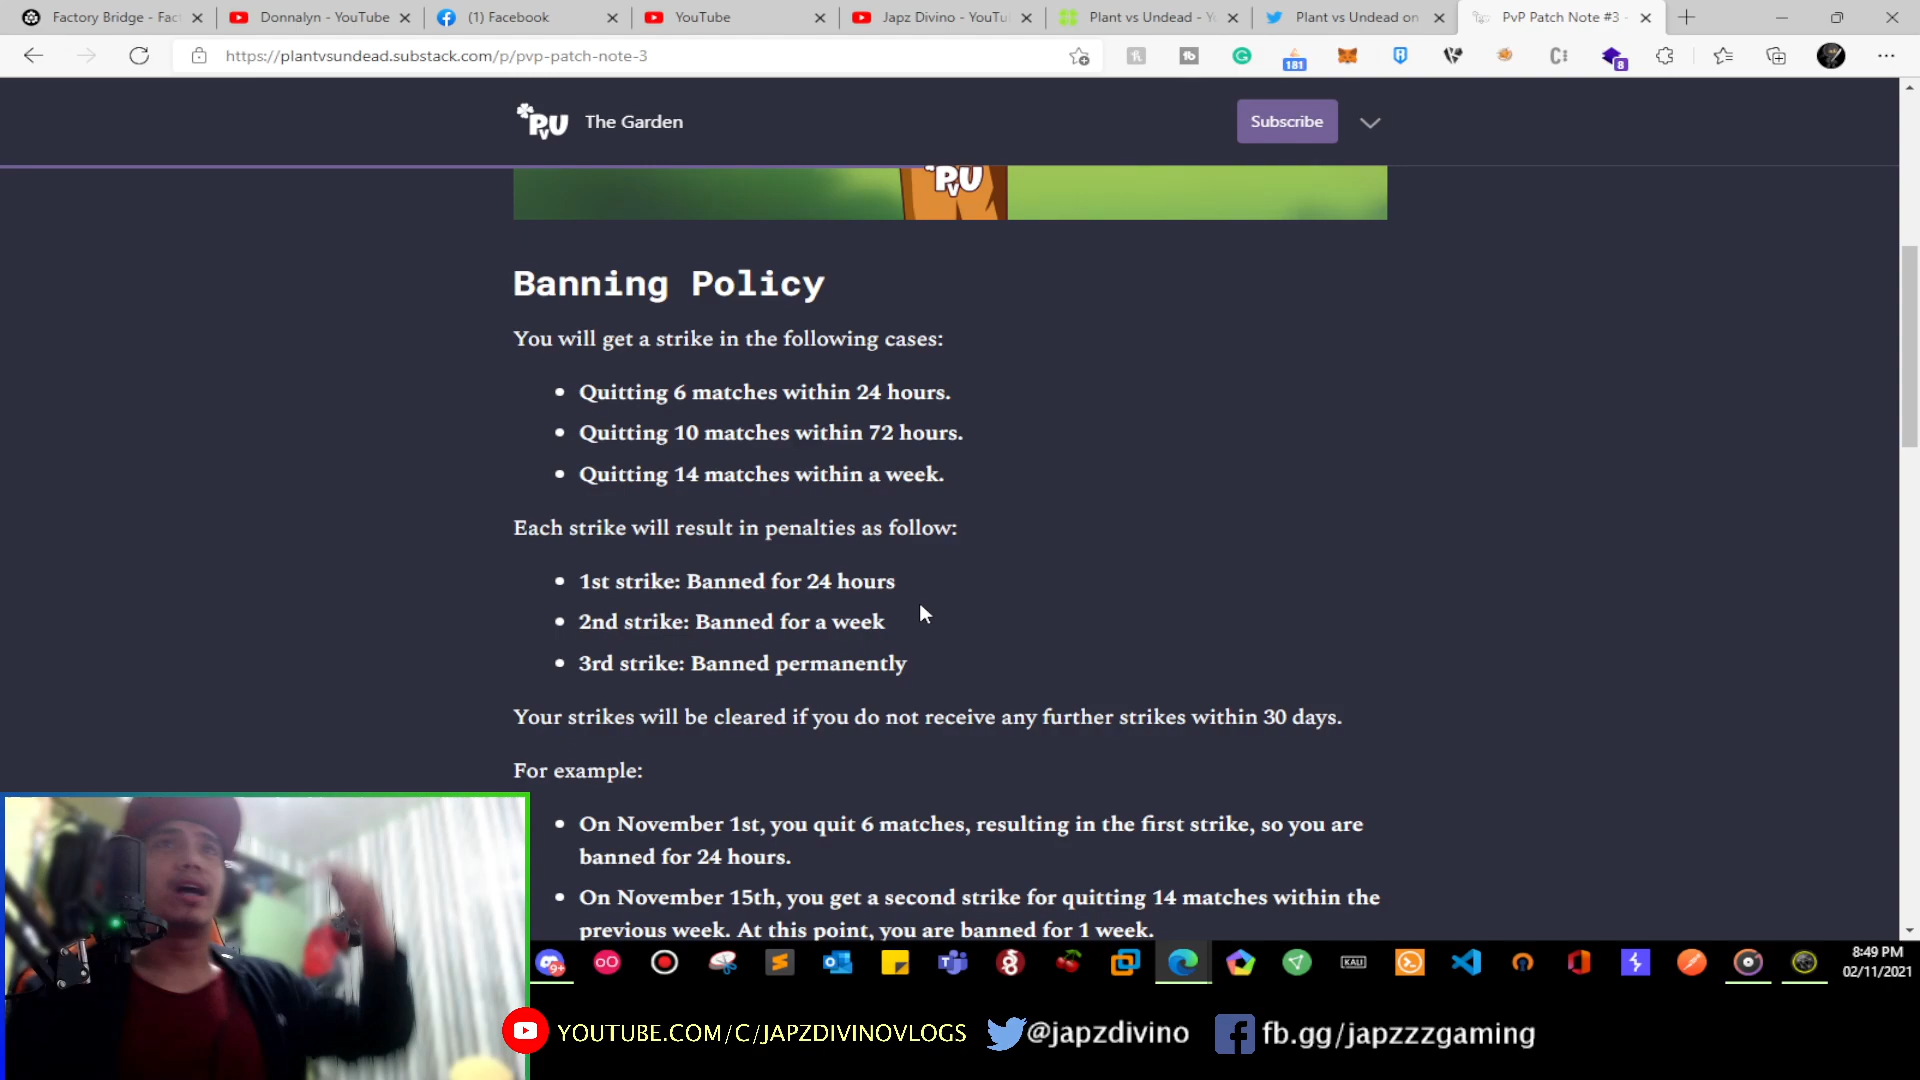 Factory Bridge - Fac
Donnalyn - YouTube
(1) Facebook
YouTube
Japz Divino - YouTu
Plant vs Undead - Yo
Plant vs Undead on
PvP Patch Note #3 -
https://plantvsundead.substack.com/p/pvp-patch-note-3
181
8
PVU The Garden
Subscribe
PVU
Banning Policy
You will get a strike in the following cases:
• Quitting 6 matches within 24 hours.
• Quitting 10 matches within 72 hours.
• Quitting 14 matches within a week.
Each strike will result in penalties as follow:
• 1st strike: Banned for 24 hours
• 2nd strike: Banned for a week
• 3rd strike: Banned permanently
Your strikes will be cleared if you do not receive any further strikes within 30 days.
For example:
• On November 1st, you quit 6 matches, resulting in the first strike, so you are
banned for 24 hours.
• On November 15th, you get a second strike for quitting 14 matches within the
previous week. At this point, you are banned for 1 week.
9+
KALI
8:49 PM
02/11/2021
YOUTUBE.COM/C/JAPZDIVINOVLOGS
@japzdivino
fb.gg/japzzzgaming